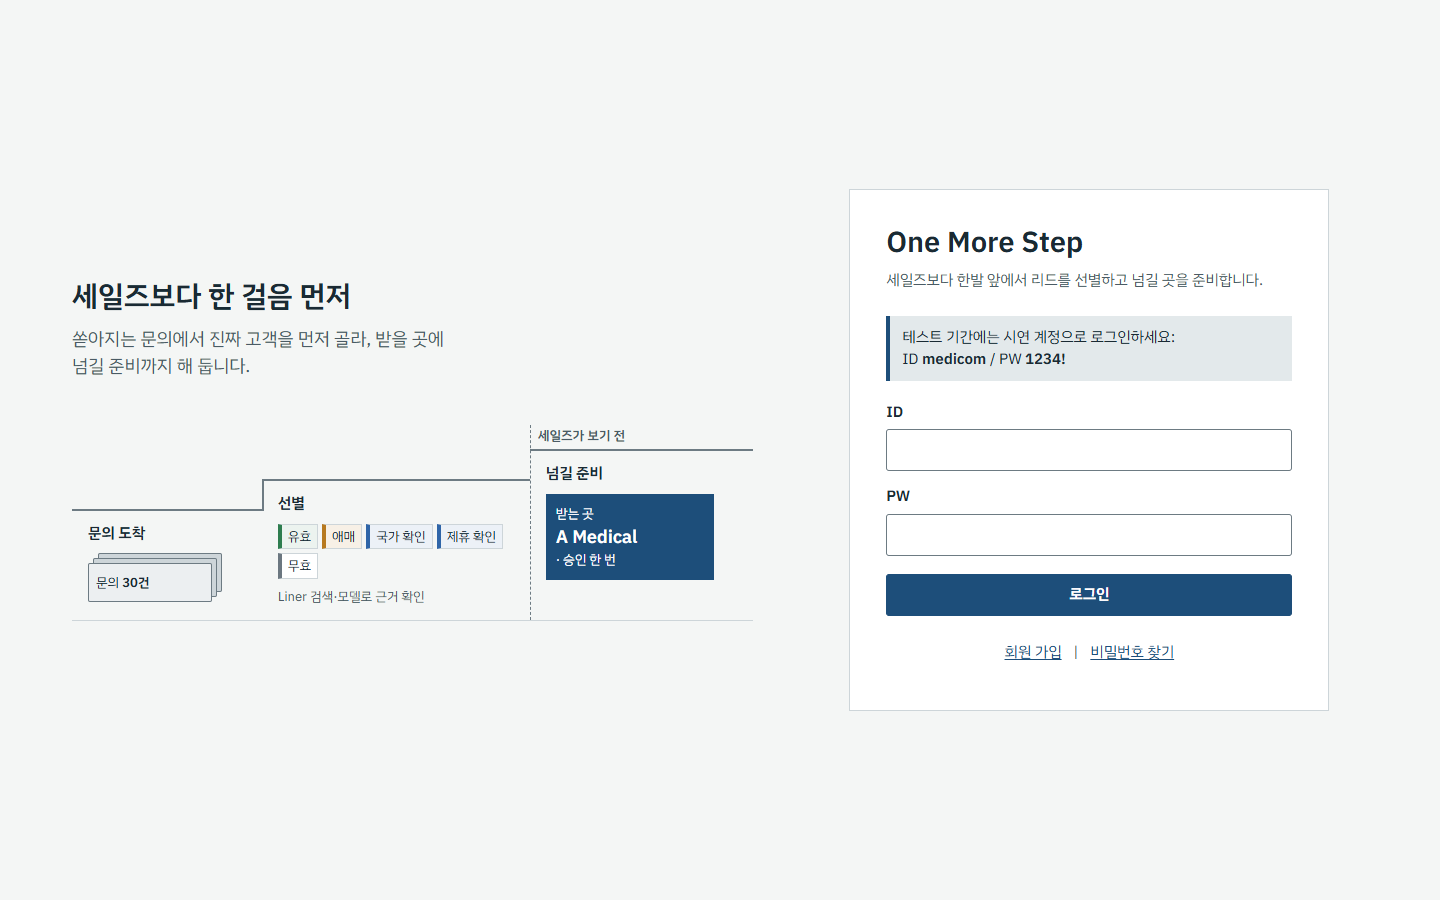 세일즈보다 한 걸음 먼저
쏟아지는 문의에서 진짜 고객을 먼저 골라, 받을 곳에
넘길 준비까지 해 둡니다.
문의 도착
문의 30건
선별
유효
애매
국가 확인
제휴 확인
무효
Liner 검색·모델로 근거 확인
세일즈가 보기 전
넘길 준비
받는 곳
A Medical
· 승인 한 번
One More Step
세일즈보다 한발 앞에서 리드를 선별하고 넘길 곳을 준비합니다.
테스트 기간에는 시연 계정으로 로그인하세요:
ID medicom / PW 1234!
ID
PW
로그인
회원 가입 | 비밀번호 찾기